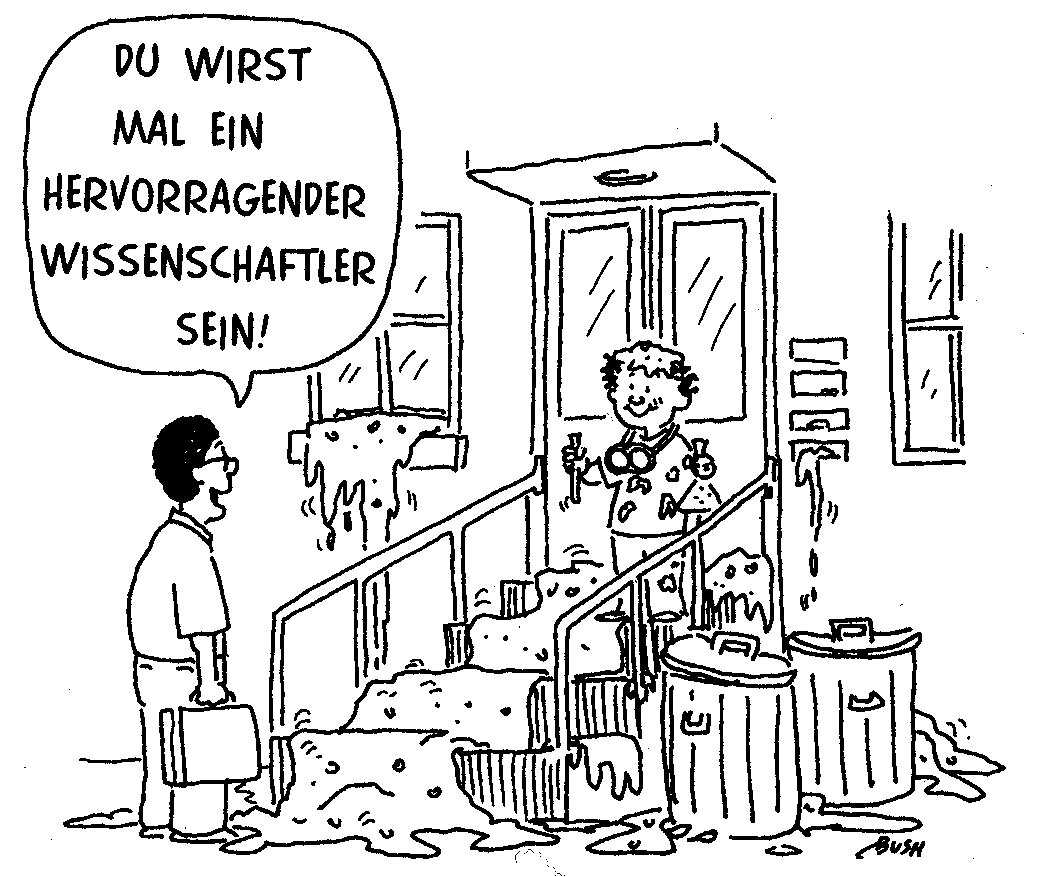 DU WIRST
MAL EIN
HERVORRAGENDER
WISSENSCHAFTLER
SEIN!
BUSH